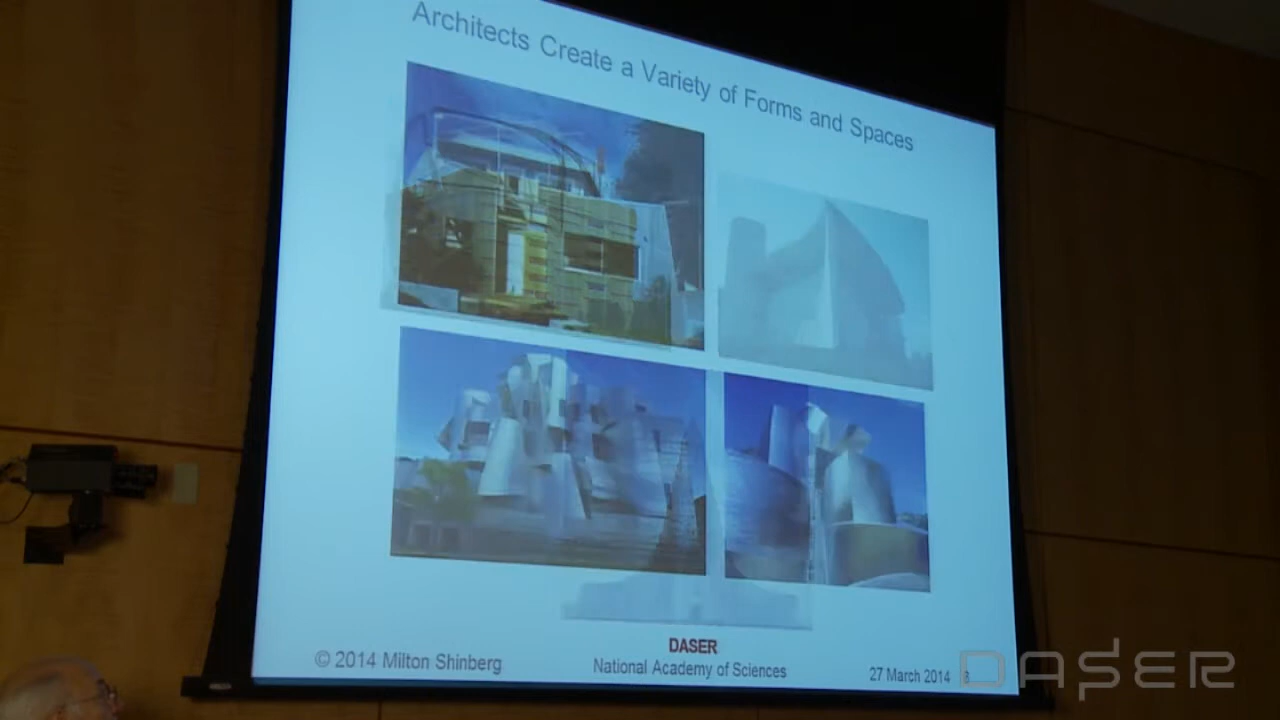 Architects Create a Variety of Forms and Spaces
DASER
© 2014 Milton Shinberg
National Academy of Sciences
27 March 2014
DASER